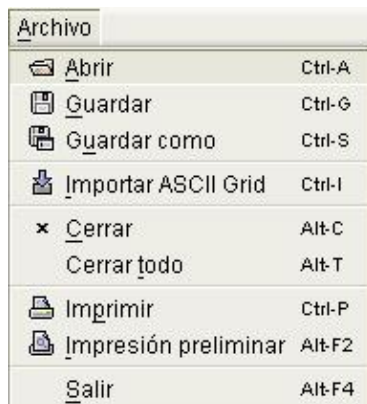 Archivo
Abrir Ctrl-A
Guardar Ctrl-G
Guardar como Ctrl-S
Importar ASCII Grid Ctrl-I
Cerrar Alt-C
Cerrar todo Alt-T
Imprimir Ctrl-P
Impresión preliminar Alt-F2
Salir Alt-F4